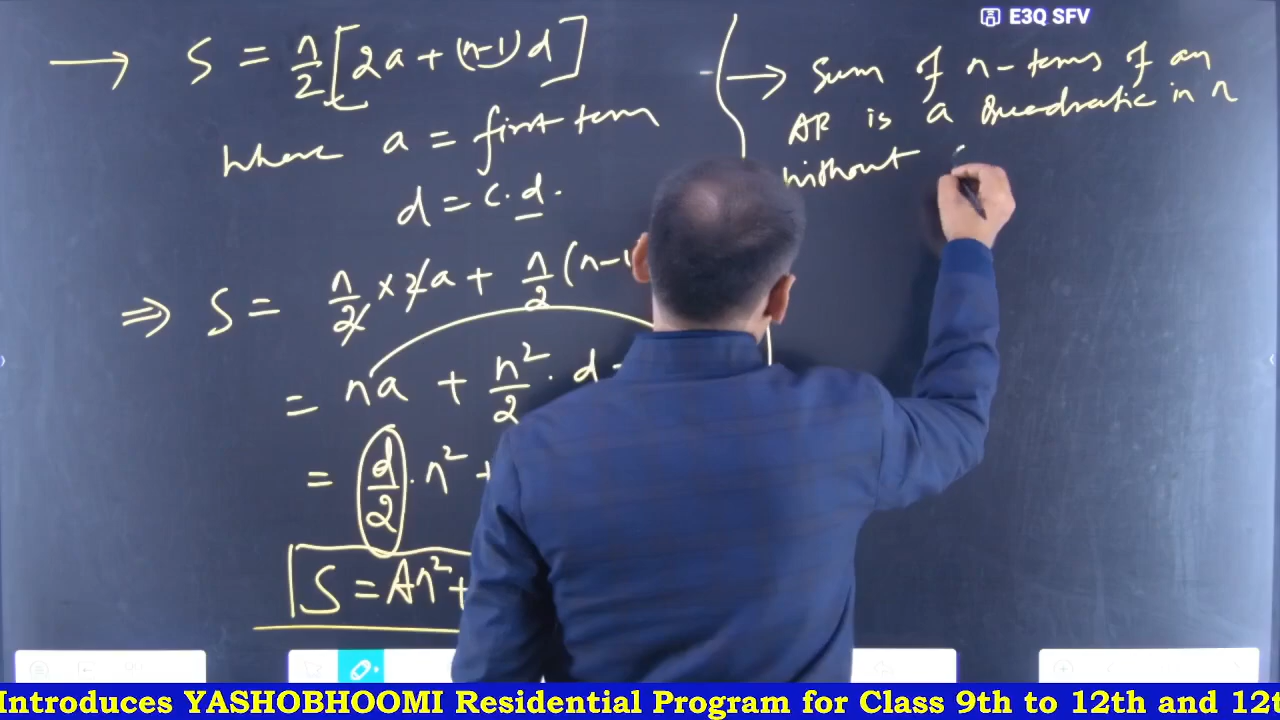 E3Q SFV
→ S = n/2 [2a + (n-1) d]
where a = first term
d = c.d.
⇒ S = n/2 × 2a + n/2 (n-1
= na + n²/2 . d -
= d/2 . n² +
S = An² +
→ Sum of n-terms of an
AP is a Quadratic in n
without
Introduces YASHOBHOOMI Residential Program for Class 9th to 12th and 12t